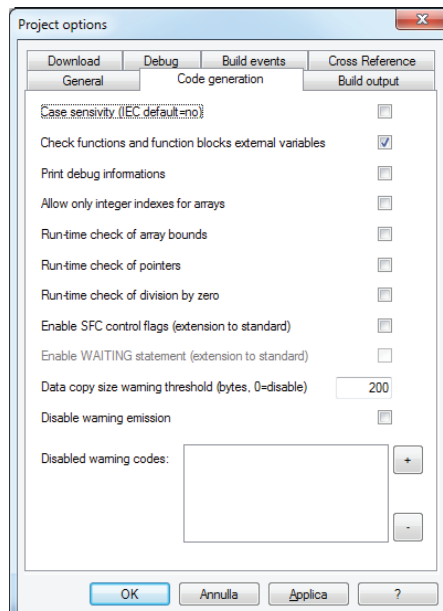 Project options
Download Debug Build events Cross Reference
General Code generation Build output
Case sensivity (IEC default=no)
Check functions and function blocks external variables
Print debug informations
Allow only integer indexes for arrays
Run-time check of array bounds
Run-time check of pointers
Run-time check of division by zero
Enable SFC control flags (extension to standard)
Enable WAITING statement (extension to standard)
Data copy size warning threshold (bytes, 0=disable) 200
Disable warning emission
Disabled warning codes: +
-
OK Annulla Applica ?